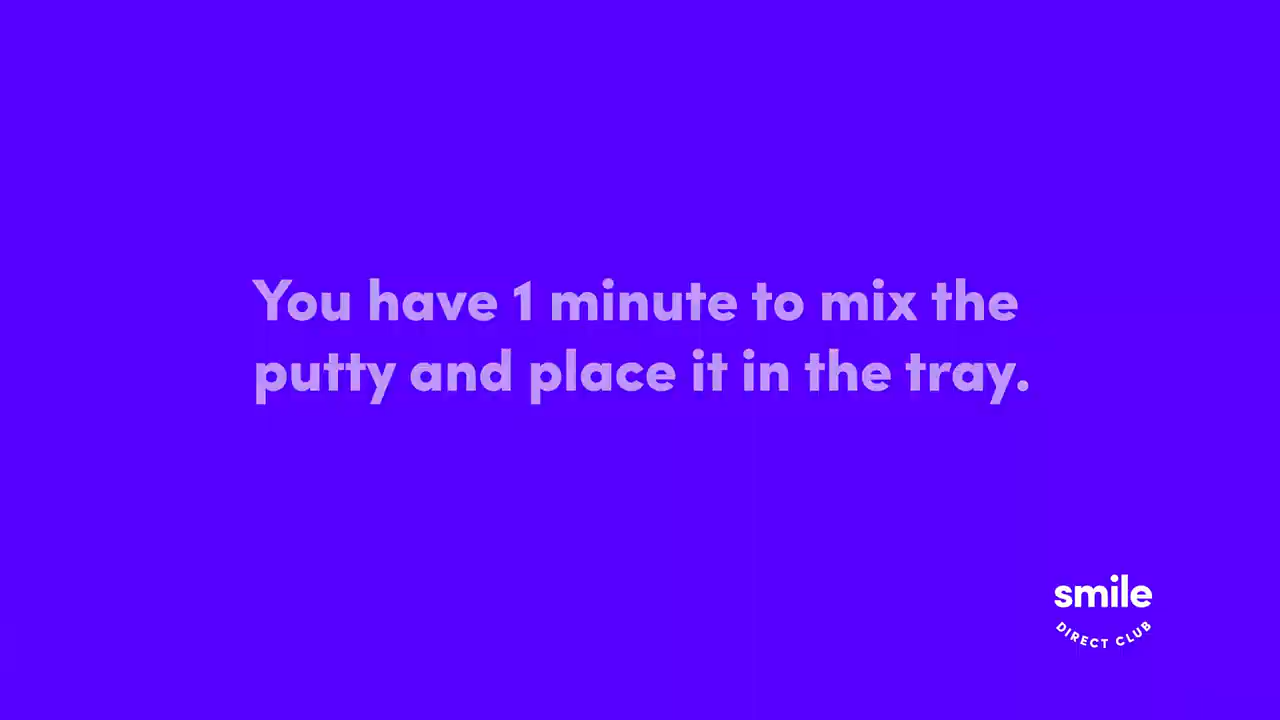 You have 1 minute to mix the
putty and place it in the tray.
smile
DIRECT CLUB